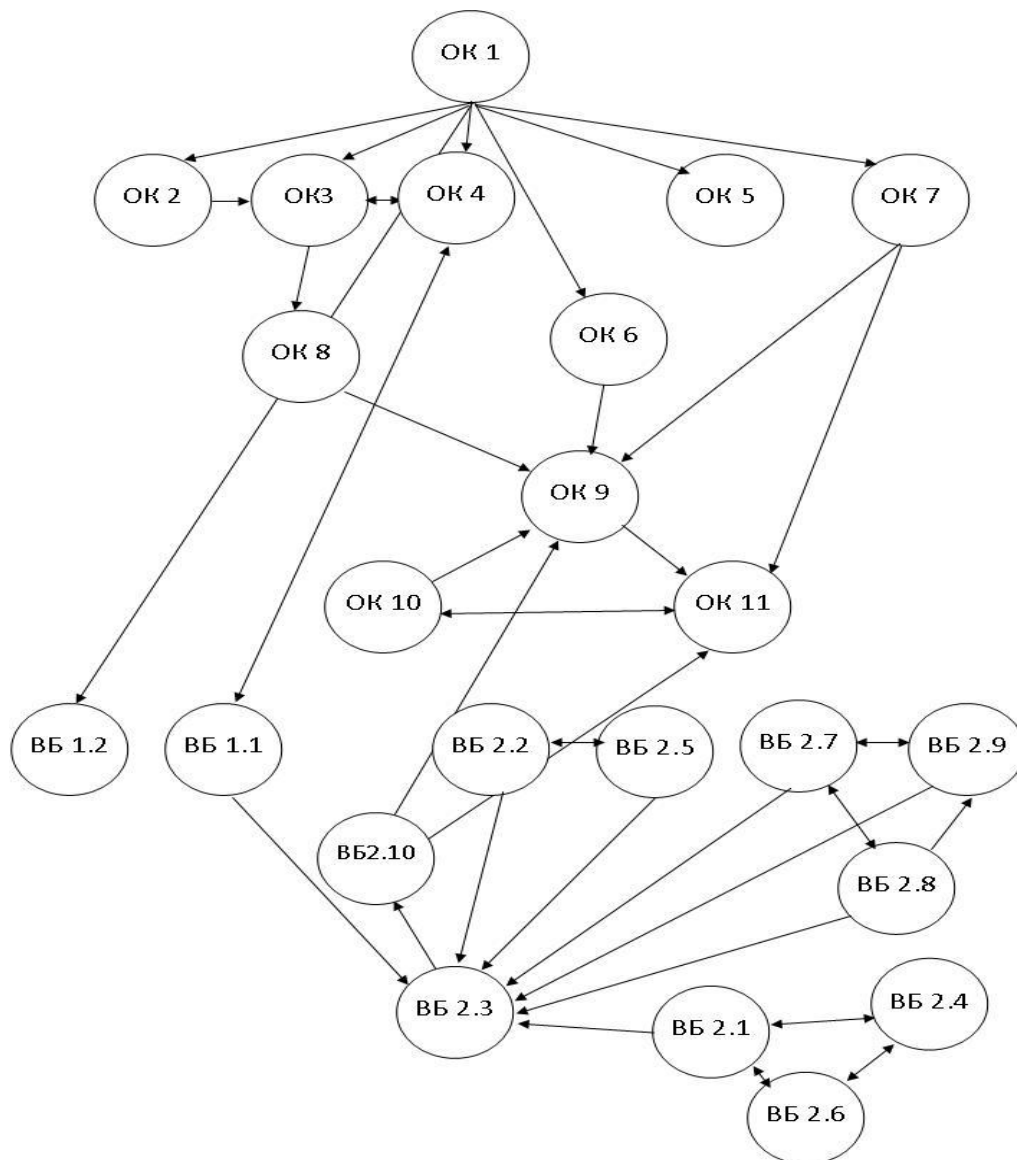 ОК 1
ОК 2
ОК3
ОК 4
ОК 5
ОК 7
ОК 8
ОК 6
ОК 9
ОК 10
ОК 11
ВБ 1.2
ВБ 1.1
ВБ 2.2
ВБ 2.5
ВБ 2.7
ВБ 2.9
ВБ2.10
ВБ 2.8
ВБ 2.3
ВБ 2.1
ВБ 2.4
ВБ 2.6